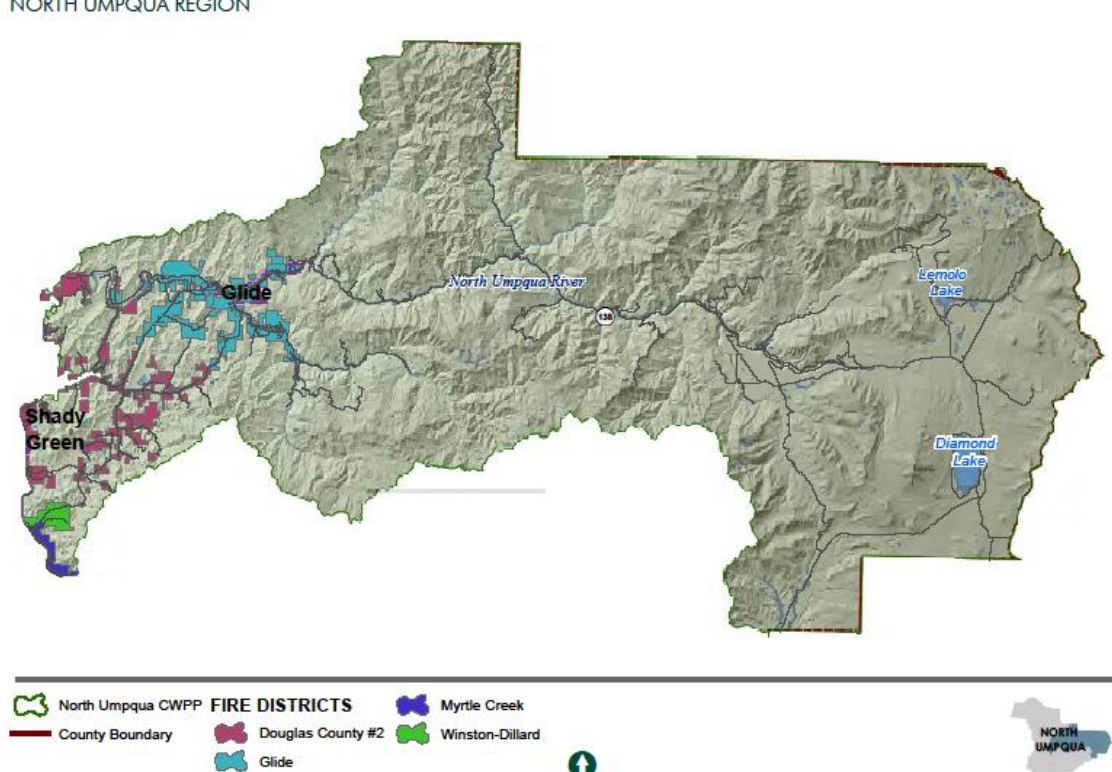 NORTH UMPQUA REGION
Glide
North Umpqua River
138
Lemolo
Lake
Shady
Green
Diamond
Lake
North Umpqua CWPP
County Boundary
FIRE DISTRICTS
Douglas County #2
Glide
Myrtle Creek
Winston-Dillard
NORTH
UMPQUA